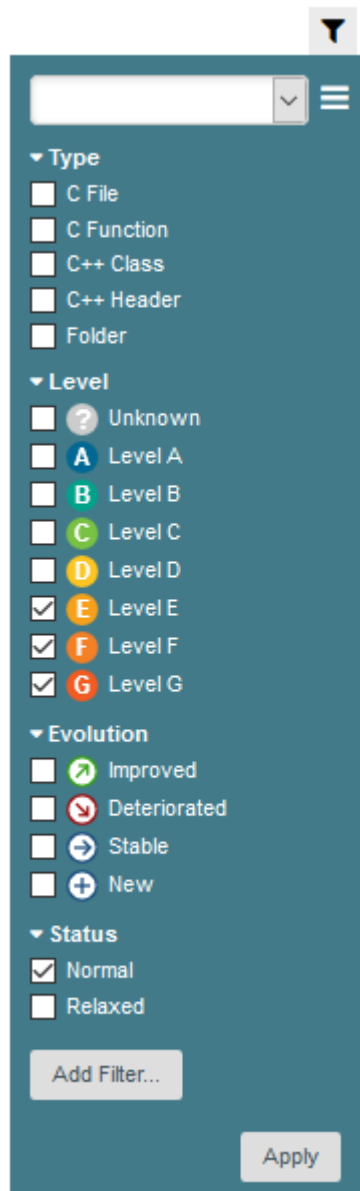 Type
C File
C Function
C++ Class
C++ Header
Folder
Level
? Unknown
A Level A
B Level B
C Level C
D Level D
E Level E
F Level F
G Level G
Evolution
Improved
Deteriorated
Stable
New
Status
Normal
Relaxed
Add Filter...
Apply